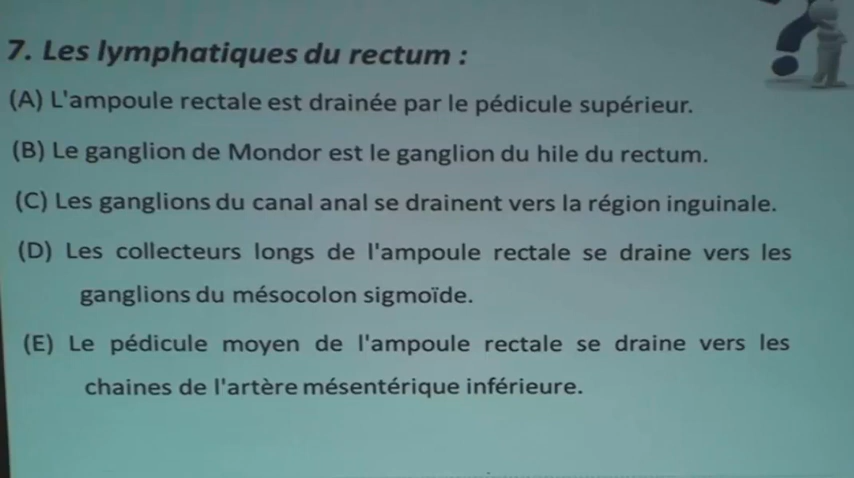 7. Les lymphatiques du rectum :
(A) L'ampoule rectale est drainée par le pédicule supérieur.
(B) Le ganglion de Mondor est le ganglion du hile du rectum.
(C) Les ganglions du canal anal se drainent vers la région inguinale.
(D) Les collecteurs longs de l'ampoule rectale se draine vers les
ganglions du mésocolon sigmoïde.
(E) Le pédicule moyen de l'ampoule rectale se draine vers les
chaines de l'artère mésentérique inférieure.